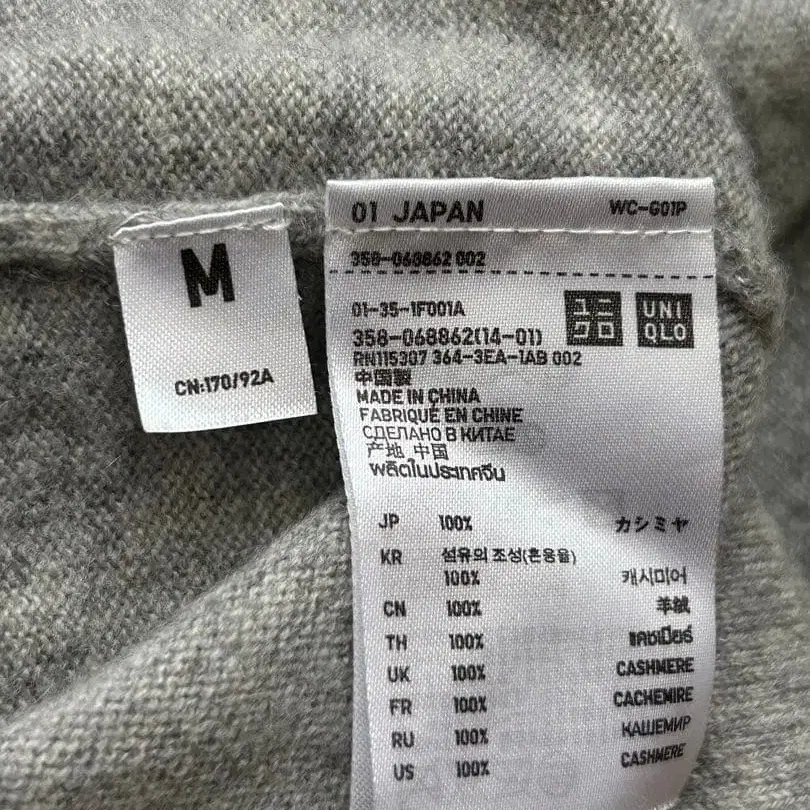 M
CN:170/92A
01 JAPAN
WC-G01P
358-068862 002
01-35-1F001A
ユニ
クロ
UNI
QLO
358-068862(14-01)
RN115307 364-3EA-1AB 002
中国製
MADE IN CHINA
FABRIQUÉ EN CHINE
СДЕЛАНО В КИТАЕ
产地 中国
ผลิตในประเทศจีน
JP 100% カシミヤ
KR 섬유의 조성(혼용율)
100% 캐시미어
CN 100% 羊绒
TH 100% แคชเมียร์
UK 100% CASHMERE
FR 100% CACHEMIRE
RU 100% КАШЕМИР
US 100% CASHMERE